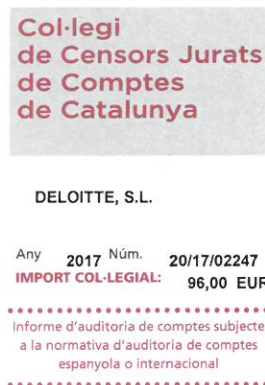 Col·legi
de Censors Jurats
de Comptes
de Catalunya
DELOITTE, S.L.
Any 2017 Núm. 20/17/02247
IMPORT COL·LEGIAL: 96,00 EUR
Informe d'auditoria de comptes subjecte
a la normativa d'auditoria de comptes
espanyola o internacional